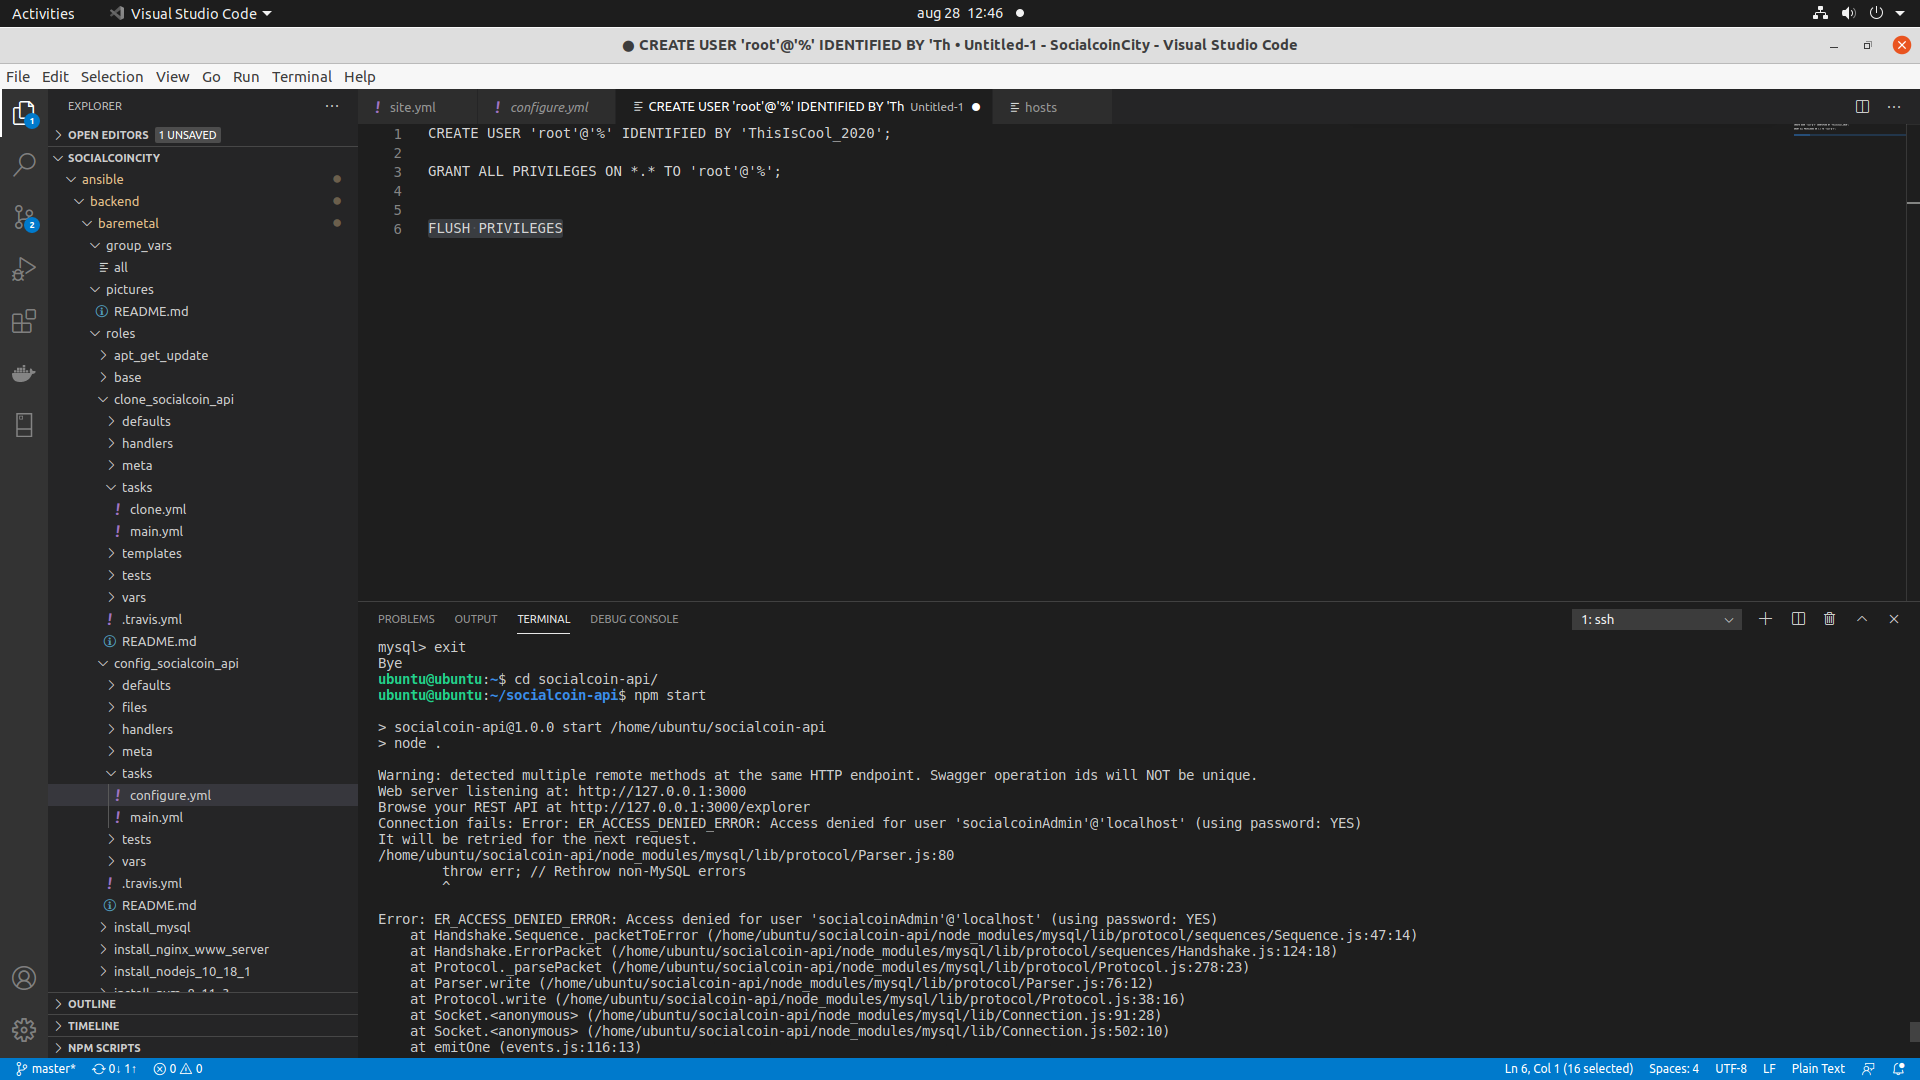 Activities
Visual Studio Code
aug 28 12:46
● CREATE USER 'root'@'%' IDENTIFIED BY 'Th • Untitled-1 - SocialcoinCity - Visual Studio Code
File Edit Selection View Go Run Terminal Help
EXPLORER
OPEN EDITORS 1 UNSAVED
SOCIALCOINCITY
ansible
backend
baremetal
group_vars
all
pictures
README.md
roles
apt_get_update
base
clone_socialcoin_api
defaults
handlers
meta
tasks
! clone.yml
! main.yml
templates
tests
vars
! .travis.yml
README.md
config_socialcoin_api
defaults
files
handlers
meta
tasks
! configure.yml
! main.yml
tests
vars
! .travis.yml
README.md
install_mysql
install_nginx_www_server
install_nodejs_10_18_1
OUTLINE
TIMELINE
NPM SCRIPTS
1
2
! site.yml
! configure.yml
CREATE USER 'root'@'%' IDENTIFIED BY 'Th Untitled-1 ●
hosts
1 CREATE USER 'root'@'%' IDENTIFIED BY 'ThisIsCool_2020';
2
3 GRANT ALL PRIVILEGES ON *.* TO 'root'@'%';
4
5
6 FLUSH PRIVILEGES
PROBLEMS OUTPUT TERMINAL DEBUG CONSOLE
1: ssh
mysql> exit
Bye
ubuntu@ubuntu:~$ cd socialcoin-api/
ubuntu@ubuntu:~/socialcoin-api$ npm start
> socialcoin-api@1.0.0 start /home/ubuntu/socialcoin-api
> node .
Warning: detected multiple remote methods at the same HTTP endpoint. Swagger operation ids will NOT be unique.
Web server listening at: http://127.0.0.1:3000
Browse your REST API at http://127.0.0.1:3000/explorer
Connection fails: Error: ER_ACCESS_DENIED_ERROR: Access denied for user 'socialcoinAdmin'@'localhost' (using password: YES)
It will be retried for the next request.
/home/ubuntu/socialcoin-api/node_modules/mysql/lib/protocol/Parser.js:80
throw err; // Rethrow non-MySQL errors
^
Error: ER_ACCESS_DENIED_ERROR: Access denied for user 'socialcoinAdmin'@'localhost' (using password: YES)
at Handshake.Sequence._packetToError (/home/ubuntu/socialcoin-api/node_modules/mysql/lib/protocol/sequences/Sequence.js:47:14)
at Handshake.ErrorPacket (/home/ubuntu/socialcoin-api/node_modules/mysql/lib/protocol/sequences/Handshake.js:124:18)
at Protocol._parsePacket (/home/ubuntu/socialcoin-api/node_modules/mysql/lib/protocol/Protocol.js:278:23)
at Parser.write (/home/ubuntu/socialcoin-api/node_modules/mysql/lib/protocol/Parser.js:76:12)
at Protocol.write (/home/ubuntu/socialcoin-api/node_modules/mysql/lib/protocol/Protocol.js:38:16)
at Socket.<anonymous> (/home/ubuntu/socialcoin-api/node_modules/mysql/lib/Connection.js:91:28)
at Socket.<anonymous> (/home/ubuntu/socialcoin-api/node_modules/mysql/lib/Connection.js:502:10)
at emitOne (events.js:116:13)
master* 0↓ 1↑ 0 0
Ln 6, Col 1 (16 selected) Spaces: 4 UTF-8 LF Plain Text